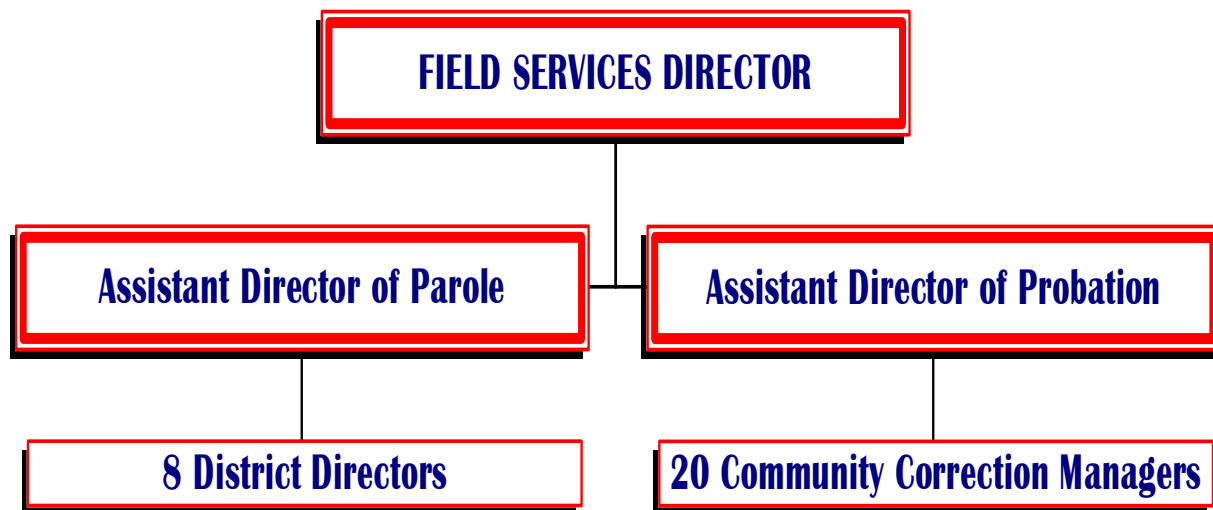 FIELD SERVICES DIRECTOR
Assistant Director of Parole
Assistant Director of Probation
8 District Directors
20 Community Correction Managers